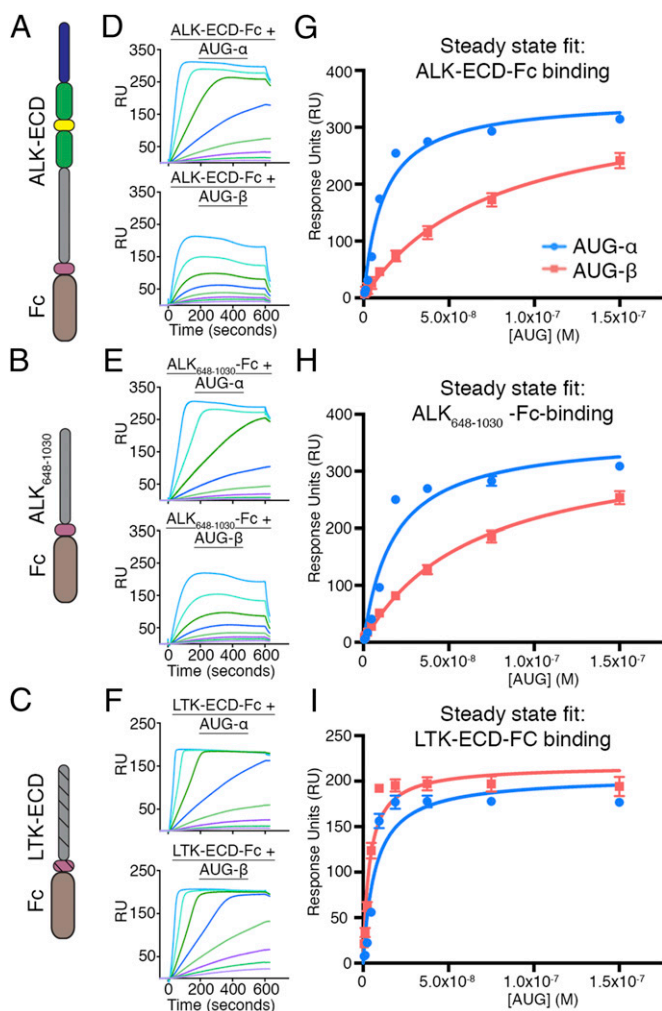 A
ALK-ECD
Fc
D
ALK-ECD-Fc +
AUG-α
350
250
150
50
RU
ALK-ECD-Fc +
AUG-β
350
250
150
50
RU
0 200 400 600
Time (seconds)
G
Steady state fit:
ALK-ECD-Fc binding
Response Units (RU)
400
300
200
100
0
AUG-α
AUG-β
0 5.0x10-8 1.0x10-7 1.5x10-7
[AUG] (M)
B
ALK648-1030
Fc
E
ALK648-1030-Fc +
AUG-α
350
250
150
50
RU
ALK648-1030-Fc +
AUG-β
350
250
150
50
RU
0 200 400 600
Time (seconds)
H
Steady state fit:
ALK648-1030 -Fc-binding
Response Units (RU)
400
300
200
100
0
0 5.0x10-8 1.0x10-7 1.5x10-7
[AUG] (M)
C
LTK-ECD
Fc
F
LTK-ECD-Fc +
AUG-α
250
150
50
RU
LTK-ECD-Fc +
AUG-β
250
150
50
RU
0 200 400 600
Time (seconds)
I
Steady state fit:
LTK-ECD-FC binding
Response Units (RU)
250
200
150
100
50
0
0 5.0x10-8 1.0x10-7 1.5x10-7
[AUG] (M)